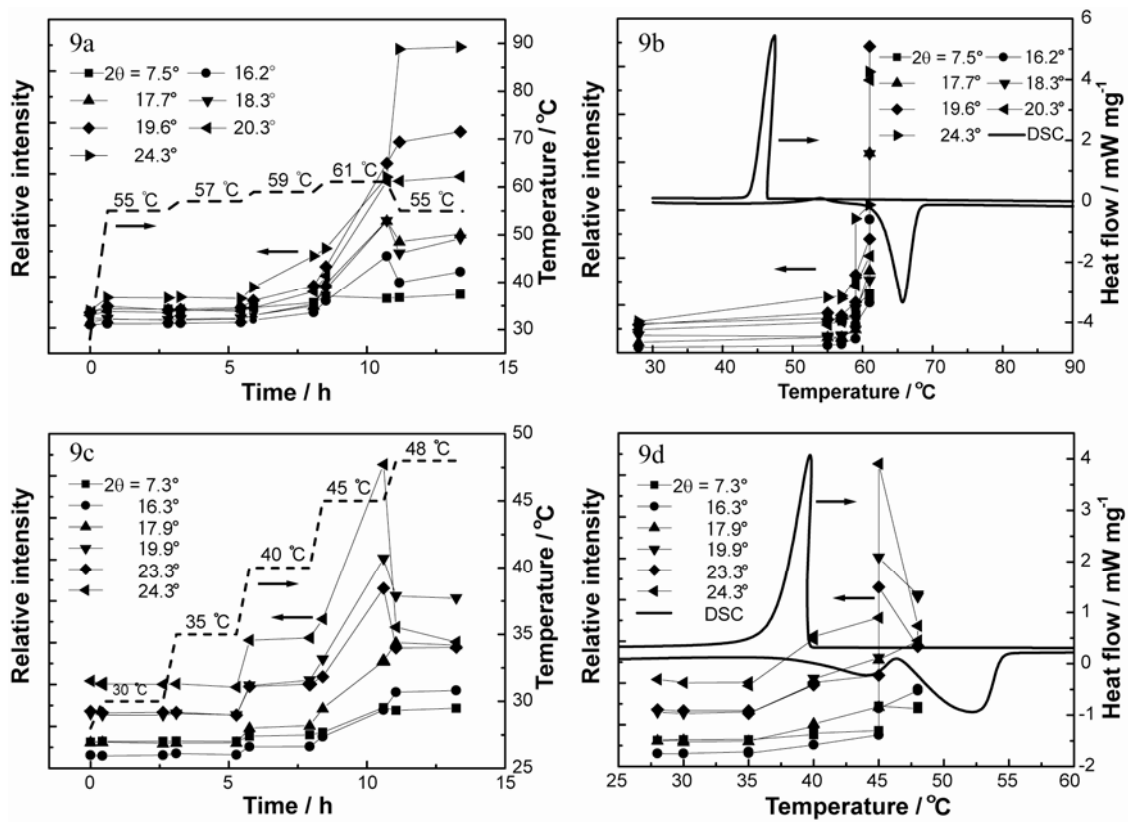 9a
2θ = 7.5° 16.2°
17.7° 18.3°
19.6° 20.3°
24.3°
55 ℃
57 ℃
59 ℃
61 ℃
55 ℃
Relative intensity
90
80
70
60
50
40
30
Temperature / °C
0 5 10 15
Time / h
9b
2θ = 7.5° 16.2°
17.7° 18.3°
19.6° 20.3°
24.3° DSC
Relative intensity
6
4
2
0
-2
-4
Heat flow / mW mg-1
30 40 50 60 70 80 90
Temperature / °C
9c
2θ = 7.3°
16.3°
17.9°
19.9°
23.3°
24.3°
30 ℃
35 ℃
40 ℃
45 ℃
48 ℃
Relative intensity
50
45
40
35
30
25
Temperature / °C
0 5 10 15
Time / h
9d
2θ = 7.3°
16.3°
17.9°
19.9°
23.3°
24.3°
DSC
Relative intensity
4
3
2
1
0
-1
-2
Heat flow / mW mg-1
25 30 35 40 45 50 55 60
Temperature / °C